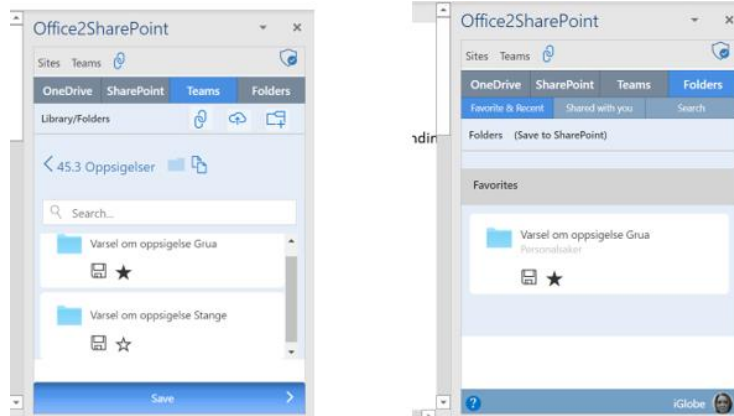 Office2SharePoint
Sites Teams
OneDrive SharePoint Teams Folders
Library/Folders
45.3 Oppsigelser
Search...
Varsel om oppsigelse Grua
Varsel om oppsigelse Stange
Save
ndin
Office2SharePoint
Sites Teams
OneDrive SharePoint Teams Folders
Favorite & Recent Shared with you Search
Folders (Save to SharePoint)
Favorites
Varsel om oppsigelse Grua
Personalsaker
iGlobe